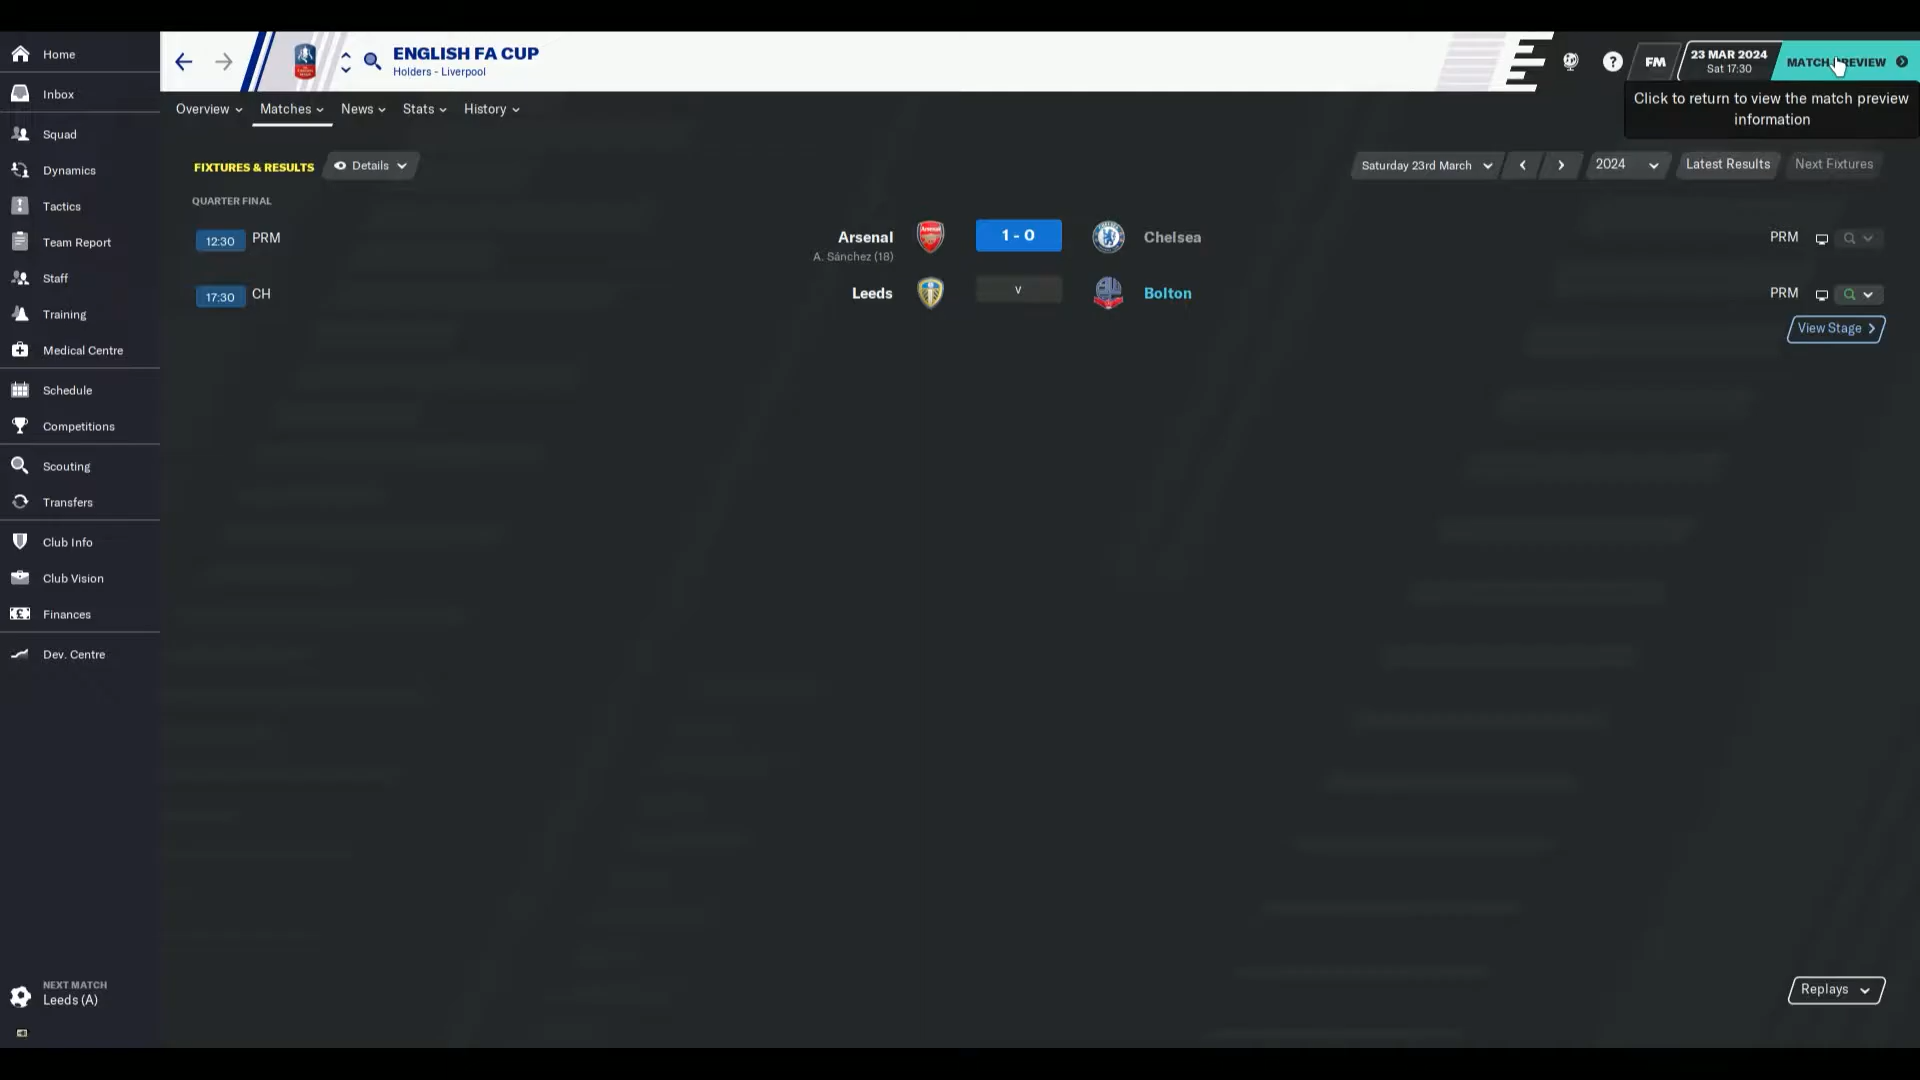 Home
Inbox
Squad
Dynamics
Tactics
Team Report
Staff
Training
Medical Centre
Schedule
Competitions
Scouting
Transfers
Club Info
Club Vision
Finances
Dev. Centre
NEXT MATCH
Leeds (A)
ENGLISH FA CUP
Holders - Liverpool
FM
23 MAR 2024
Sat 17:30
MATCH PREVIEW
Click to return to view the match preview
information
Overview
Matches
News
Stats
History
FIXTURES & RESULTS
Details
Saturday 23rd March
2024
Latest Results
Next Fixtures
QUARTER FINAL
12:30 PRM Arsenal 1 - 0 Chelsea PRM
A. Sánchez (18)
17:30 CH Leeds v Bolton PRM
View Stage
Replays